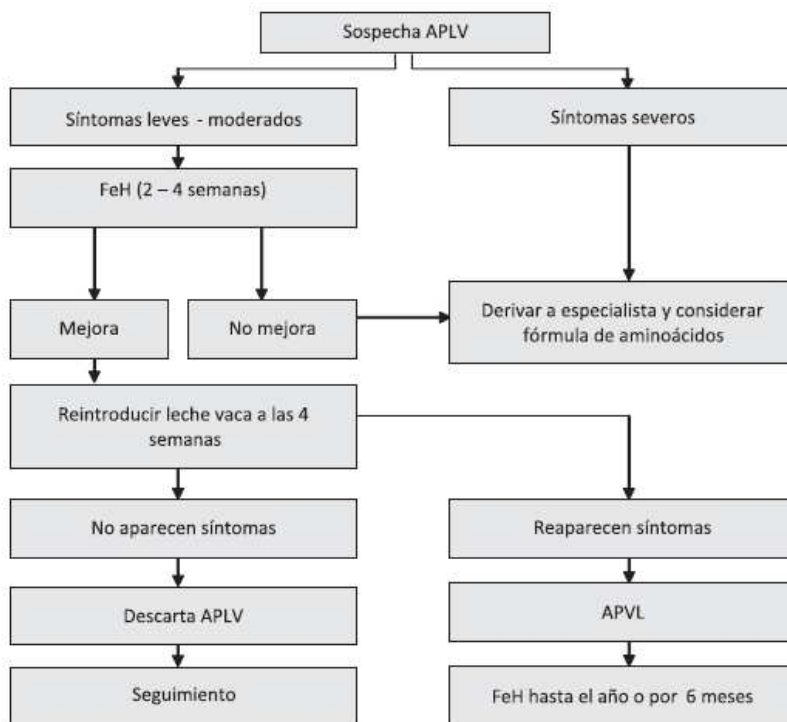 Sospecha APLV
Síntomas leves - moderados
Síntomas severos
FeH (2 – 4 semanas)
Mejora
No mejora
Derivar a especialista y considerar
fórmula de aminoácidos
Reintroducir leche vaca a las 4
semanas
No aparecen síntomas
Reaparecen síntomas
Descarta APLV
APVL
Seguimiento
FeH hasta el año o por 6 meses